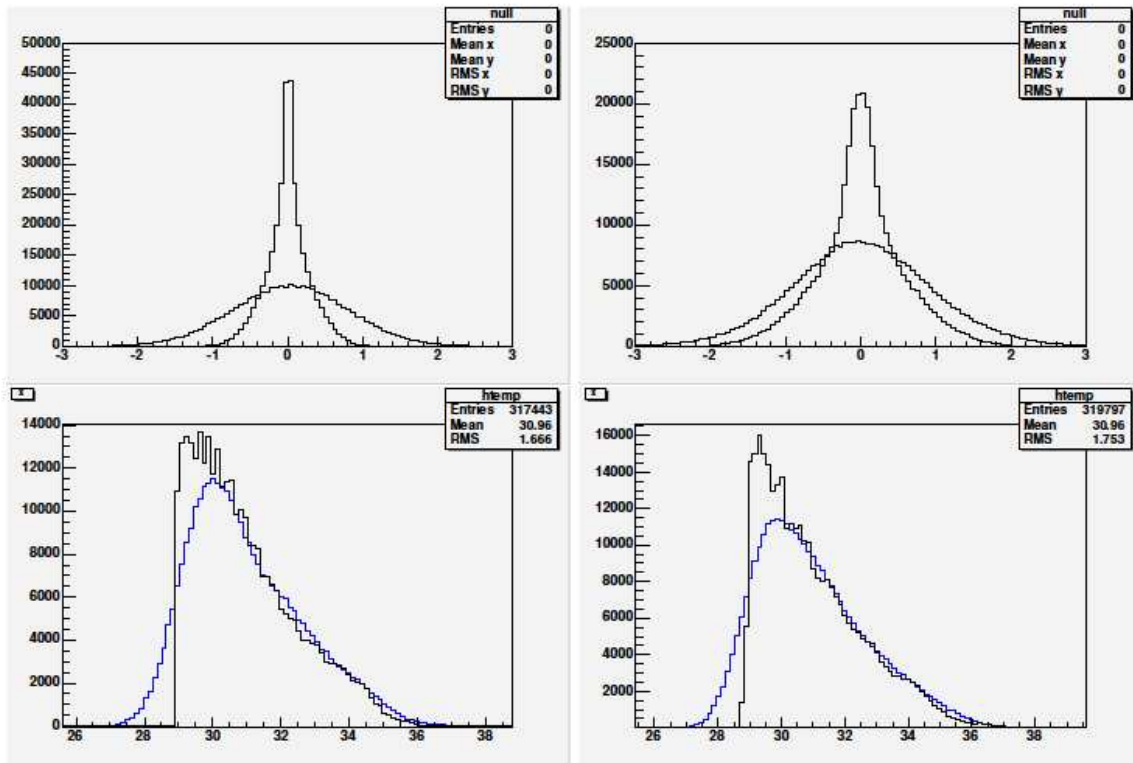 null
Entries 0
Mean x 0
Mean y 0
RMS x 0
RMS y 0
50000
45000
40000
35000
30000
25000
20000
15000
10000
5000
0
-3 -2 -1 0 1 2 3
null
Entries 0
Mean x 0
Mean y 0
RMS x 0
RMS y 0
25000
20000
15000
10000
5000
0
-3 -2 -1 0 1 2 3
x
htemp
Entries 317443
Mean 30.96
RMS 1.666
14000
12000
10000
8000
6000
4000
2000
0
26 28 30 32 34 36 38
x
htemp
Entries 319797
Mean 30.96
RMS 1.753
16000
14000
12000
10000
8000
6000
4000
2000
26 28 30 32 34 36 38